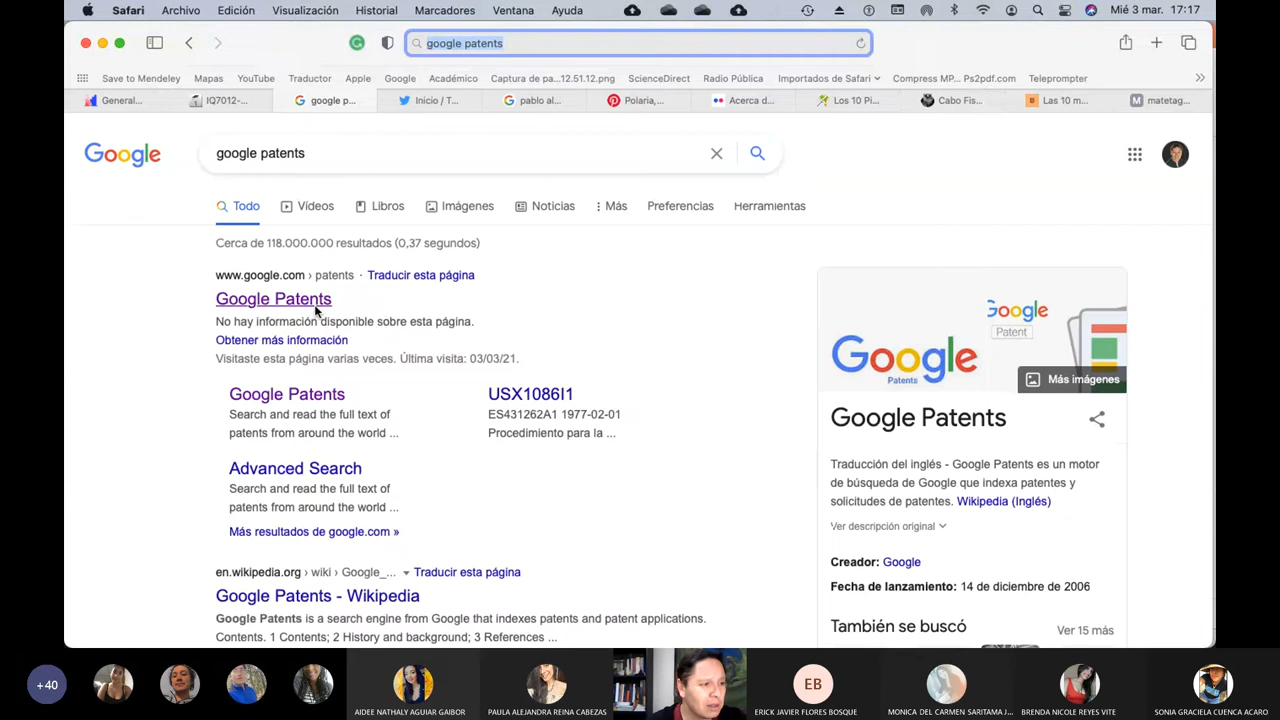 Safari Archivo Edición Visualización Historial Marcadores Ventana Ayuda Mié 3 mar. 17:17
google patents
Save to Mendeley Mapas YouTube Traductor Apple Google Académico Captura de pa...12.51.12.png ScienceDirect Radio Pública Importados de Safari Compress MP... Ps2pdf.com Teleprompter
General... IQ7012-... google p... Inicio / T... pablo al... Polaria,... Acerca d... Los 10 Pi... Cabo Fis... Las 10 m... matetag...
Google
google patents
Todo Vídeos Libros Imágenes Noticias Más Preferencias Herramientas
Cerca de 118.000.000 resultados (0,37 segundos)
www.google.com › patents · Traducir esta página
Google Patents
No hay información disponible sobre esta página.
Obtener más información
Visitaste esta página varias veces. Última visita: 03/03/21.
Google Patents
Search and read the full text of
patents from around the world ...
USX1086I1
ES431262A1 1977-02-01
Procedimiento para la ...
Advanced Search
Search and read the full text of
patents from around the world ...
Más resultados de google.com »
en.wikipedia.org › wiki › Google_... Traducir esta página
Google Patents - Wikipedia
Google Patents is a search engine from Google that indexes patents and patent applications.
Contents. 1 Contents; 2 History and background; 3 References ...
Google
Patent
Google
Patents
Más imágenes
Google Patents
Traducción del inglés - Google Patents es un motor
de búsqueda de Google que indexa patentes y
solicitudes de patentes. Wikipedia (Inglés)
Ver descripción original
Creador: Google
Fecha de lanzamiento: 14 de diciembre de 2006
También se buscó Ver 15 más
+40
AIDEE NATHALY AGUIAR GAIBOR
PAULA ALEJANDRA REINA CABEZAS
EB
ERICK JAVIER FLORES BOSQUE
MONICA DEL CARMEN SARITAMA J...
BRENDA NICOLE REYES VITE
SONIA GRACIELA CUENCA ACARO